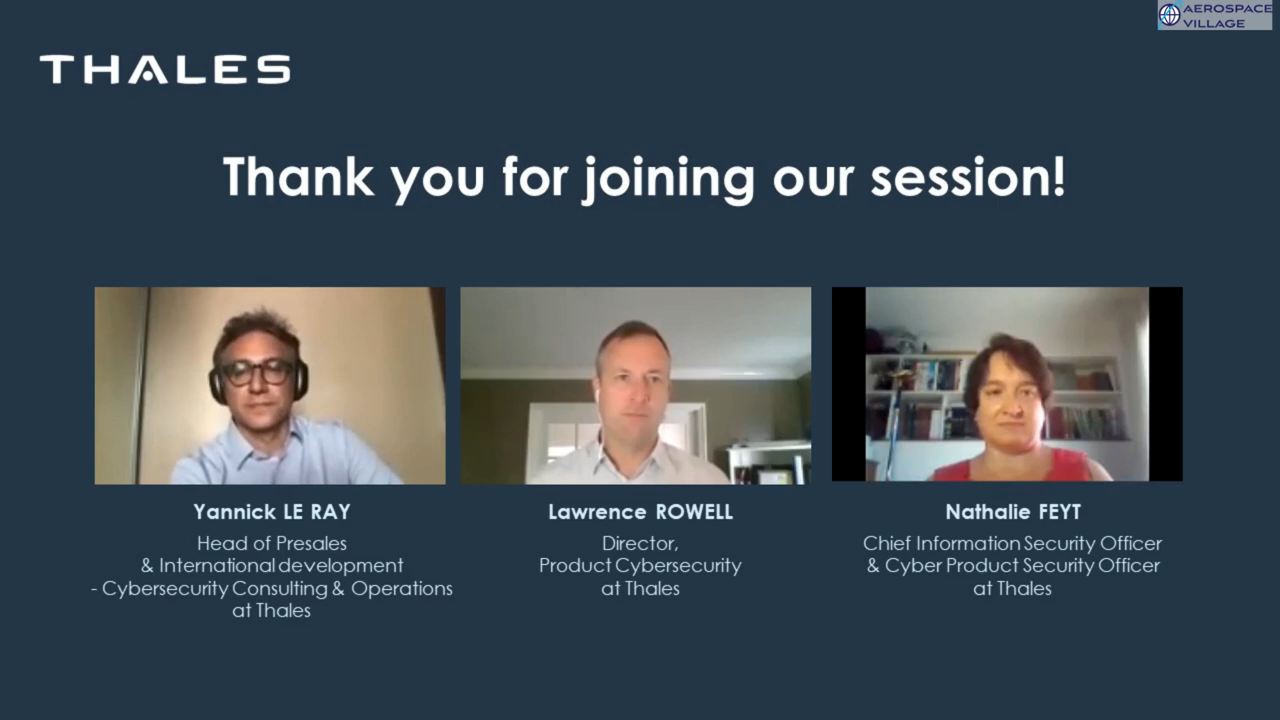 AEROSPACE
VILLAGE
THALES
Thank you for joining our session!
Yannick LE RAY
Head of Presales
& International development
- Cybersecurity Consulting & Operations
at Thales
Lawrence ROWELL
Director,
Product Cybersecurity
at Thales
Nathalie FEYT
Chief Information Security Officer
& Cyber Product Security Officer
at Thales